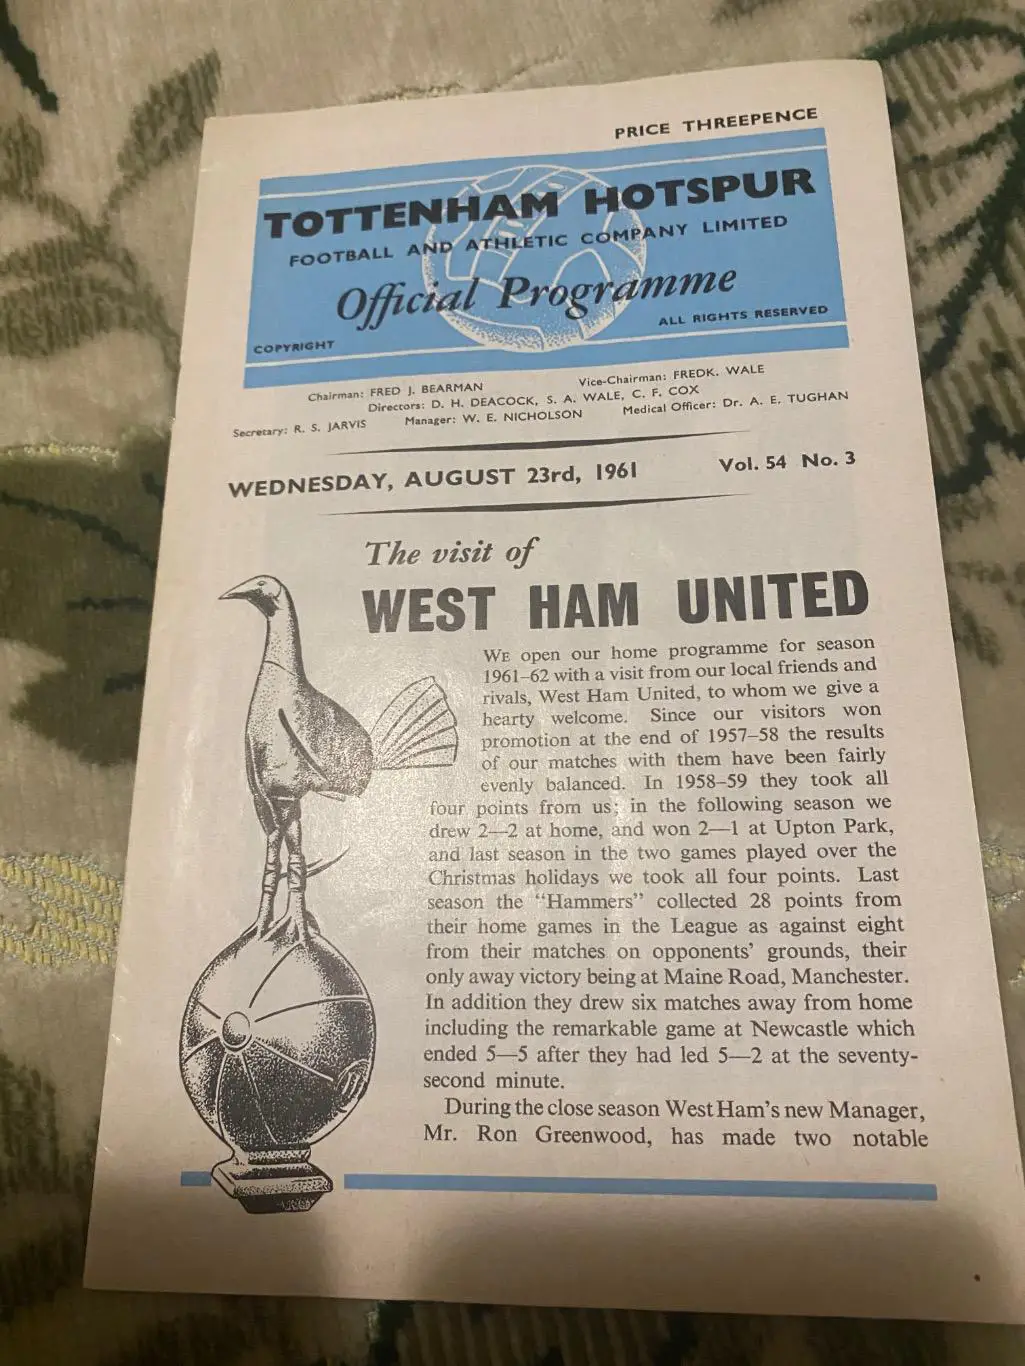 PRICE THREEPENCE
TOTTENHAM HOTSPUR
FOOTBALL AND ATHLETIC COMPANY LIMITED
Official Programme
COPYRIGHT
ALL RIGHTS RESERVED
Chairman: FRED J. BEARMAN Vice-Chairman: FREDK. WALE
Directors: D. H. DEACOCK, S. A. WALE, C. F. COX
Secretary: R. S. JARVIS Manager: W. E. NICHOLSON Medical Officer: Dr. A. E. TUGHAN
WEDNESDAY, AUGUST 23rd, 1961 Vol. 54 No. 3
The visit of
WEST HAM UNITED
WE open our home programme for season
1961–62 with a visit from our local friends and
rivals, West Ham United, to whom we give a
hearty welcome. Since our visitors won
promotion at the end of 1957–58 the results
of our matches with them have been fairly
evenly balanced. In 1958–59 they took all
four points from us; in the following season we
drew 2—2 at home, and won 2—1 at Upton Park,
and last season in the two games played over the
Christmas holidays we took all four points. Last
season the "Hammers" collected 28 points from
their home games in the League as against eight
from their matches on opponents' grounds, their
only away victory being at Maine Road, Manchester.
In addition they drew six matches away from home
including the remarkable game at Newcastle which
ended 5—5 after they had led 5—2 at the seventy-
second minute.
During the close season West Ham's new Manager,
Mr. Ron Greenwood, has made two notable